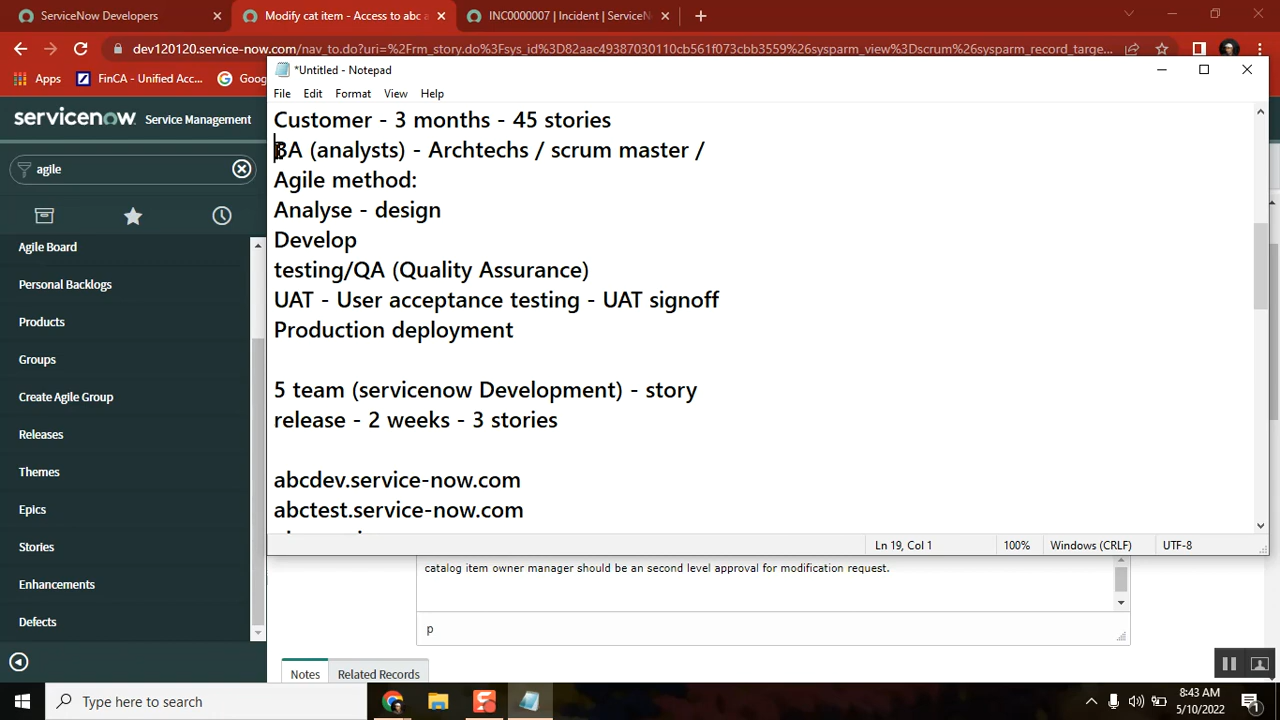 ServiceNow Developers
Modify cat item - Access to abc a
INC0000007 | Incident | ServiceN
dev120120.service-now.com/nav_to.do?uri=%2Frm_story.do%3Fsys_id%3D82aac49387030110cb561f073cbb3559%26sysparm_view%3Dscrum%26sysparm_record_targe...
Apps
FinCA - Unified Acc...
Goog
*Untitled - Notepad
File Edit Format View Help
servicenow Service Management
agile
Agile Board
Personal Backlogs
Products
Groups
Create Agile Group
Releases
Themes
Epics
Stories
Enhancements
Defects
Customer - 3 months - 45 stories
BA (analysts) - Archtechs / scrum master /
Agile method:
Analyse - design
Develop
testing/QA (Quality Assurance)
UAT - User acceptance testing - UAT signoff
Production deployment
5 team (servicenow Development) - story
release - 2 weeks - 3 stories
abcdev.service-now.com
abctest.service-now.com
Ln 19, Col 1
100%
Windows (CRLF)
UTF-8
catalog item owner manager should be an second level approval for modification request.
p
Notes
Related Records
Type here to search
8:43 AM
5/10/2022
1